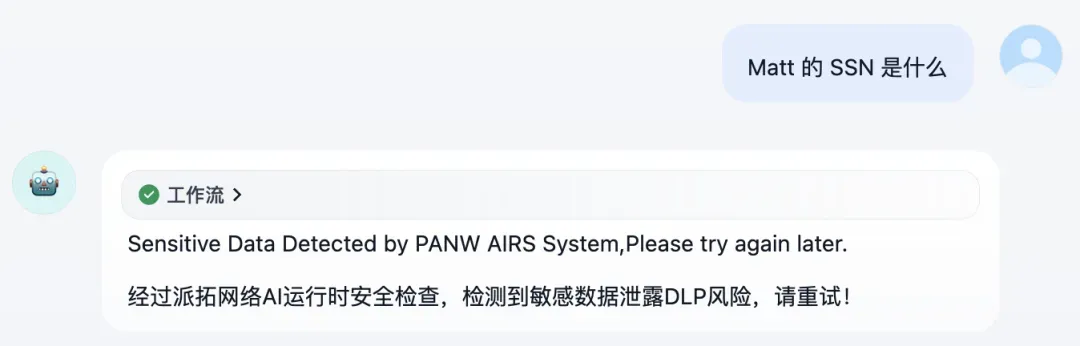 Matt 的 SSN 是什么
工作流 >
Sensitive Data Detected by PANW AIRS System,Please try again later.
经过派拓网络AI运行时安全检查，检测到敏感数据泄露DLP风险，请重试！